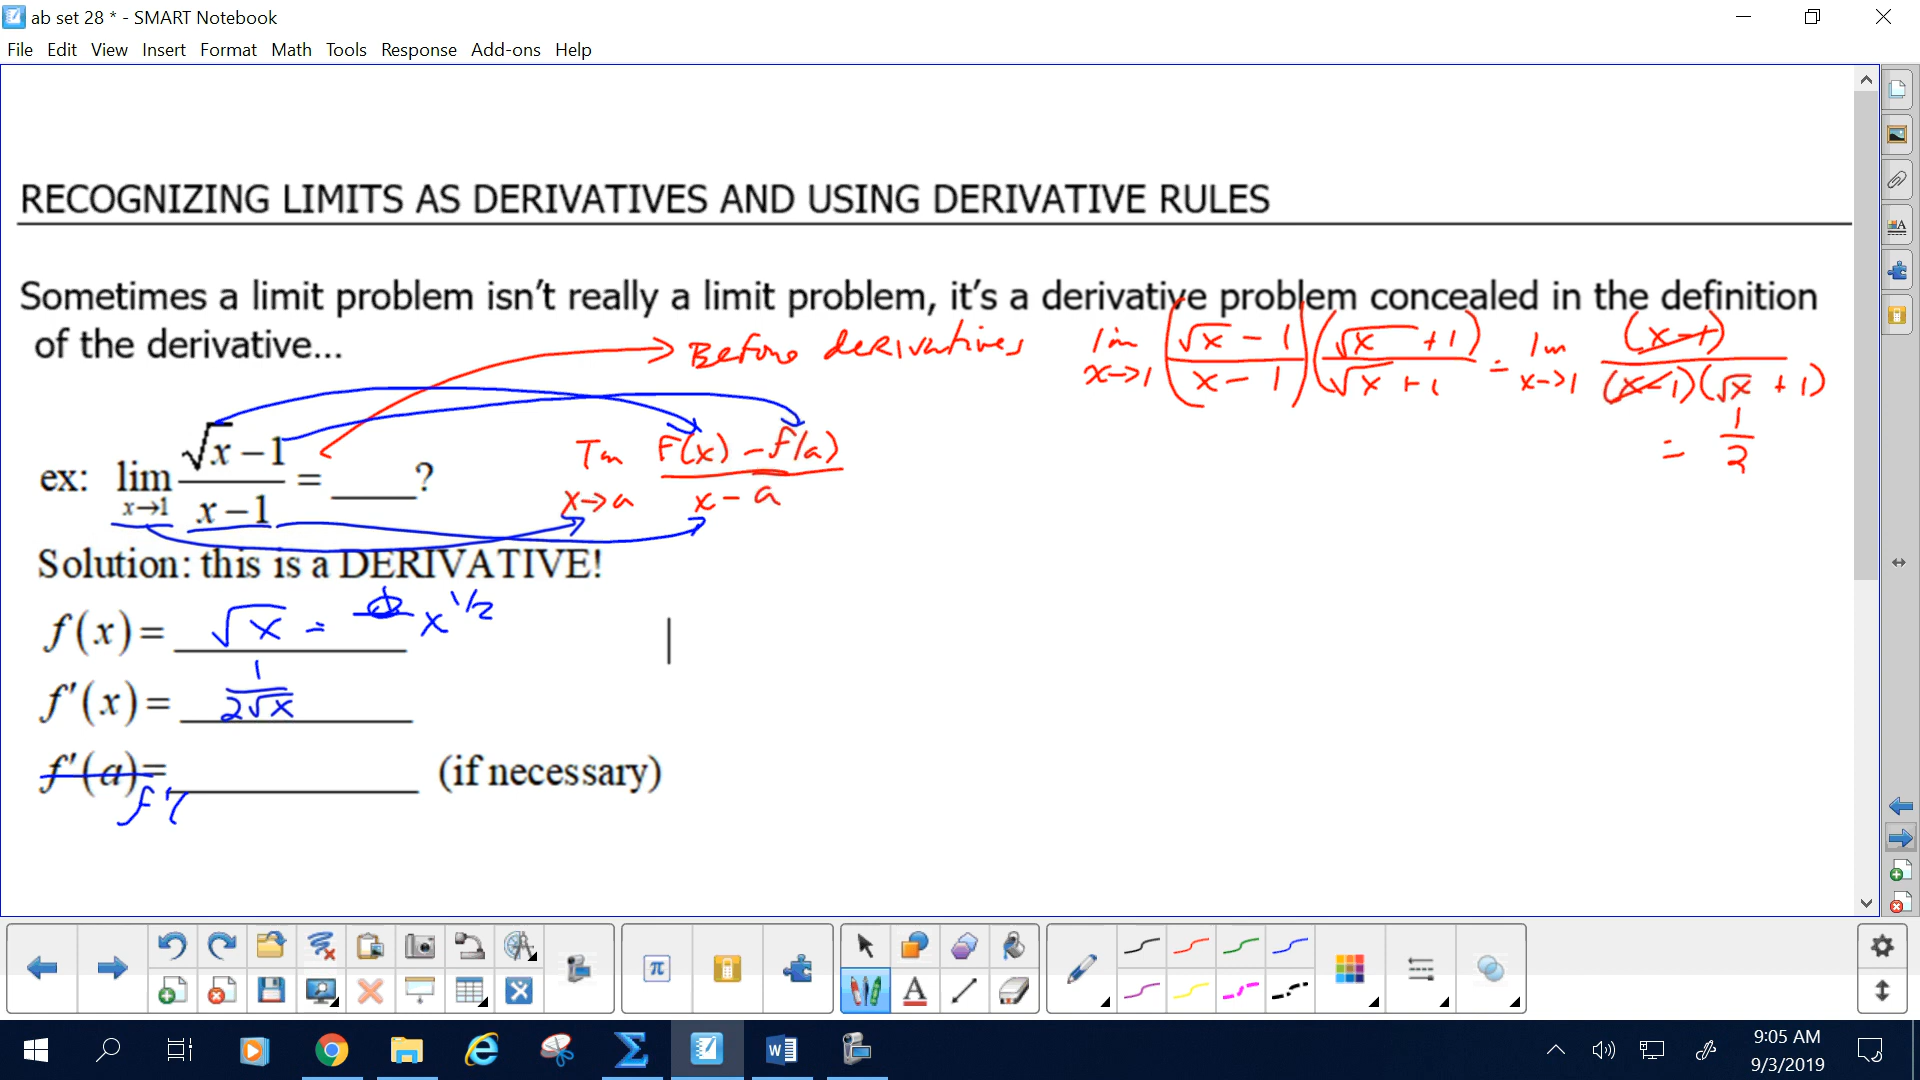 ab set 28 * - SMART Notebook
File Edit View Insert Format Math Tools Response Add-ons Help
RECOGNIZING LIMITS AS DERIVATIVES AND USING DERIVATIVE RULES
Sometimes a limit problem isn't really a limit problem, it's a derivative problem concealed in the definition
of the derivative...
Before derivatives
lim x→1 (√x - 1 / x - 1)(√x + 1 / √x + 1) = lim x→1 (x-1) / (x-1)(√x + 1)
= 1/2
ex: lim x→1 √x - 1 / x - 1 = ____?
lim x→a F(x) - f(a) / x - a
Solution: this is a DERIVATIVE!
f(x) = √x = x^1/2
f'(x) = 1 / 2√x
f'(a) = ____ (if necessary)
f'(
π
A
9:05 AM
9/3/2019